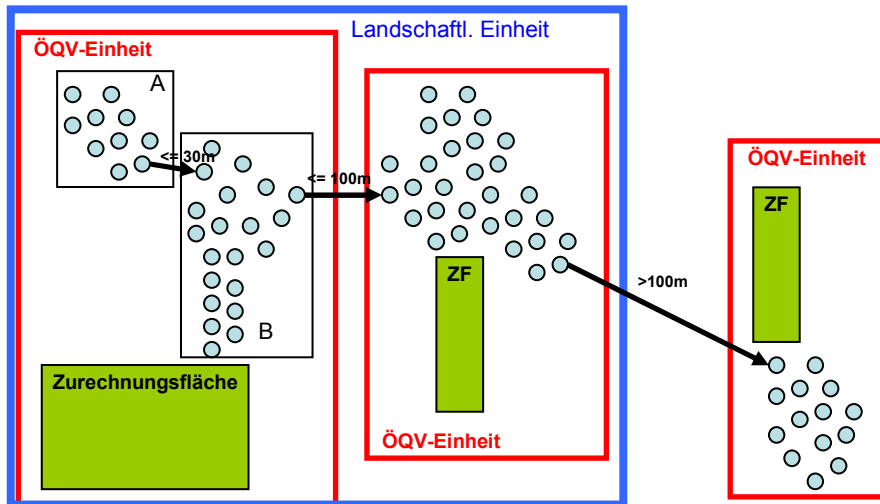 Landschaftl. Einheit
ÖQV-Einheit
A
<= 30m
<= 100m
B
Zurechnungsfläche
ZF
ÖQV-Einheit
>100m
ÖQV-Einheit
ZF